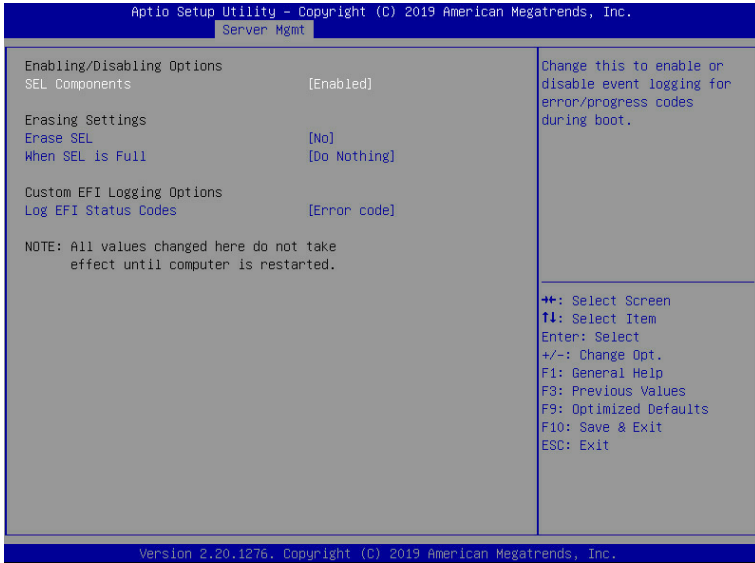 Aptio Setup Utility – Copyright (C) 2019 American Megatrends, Inc.
Server Mgmt
Enabling/Disabling Options
SEL Components [Enabled]
Erasing Settings
Erase SEL [No]
When SEL is Full [Do Nothing]
Custom EFI Logging Options
Log EFI Status Codes [Error code]
NOTE: All values changed here do not take
effect until computer is restarted.
Change this to enable or
disable event logging for
error/progress codes
during boot.
→←: Select Screen
↑↓: Select Item
Enter: Select
+/-: Change Opt.
F1: General Help
F3: Previous Values
F9: Optimized Defaults
F10: Save & Exit
ESC: Exit
Version 2.20.1276. Copyright (C) 2019 American Megatrends, Inc.